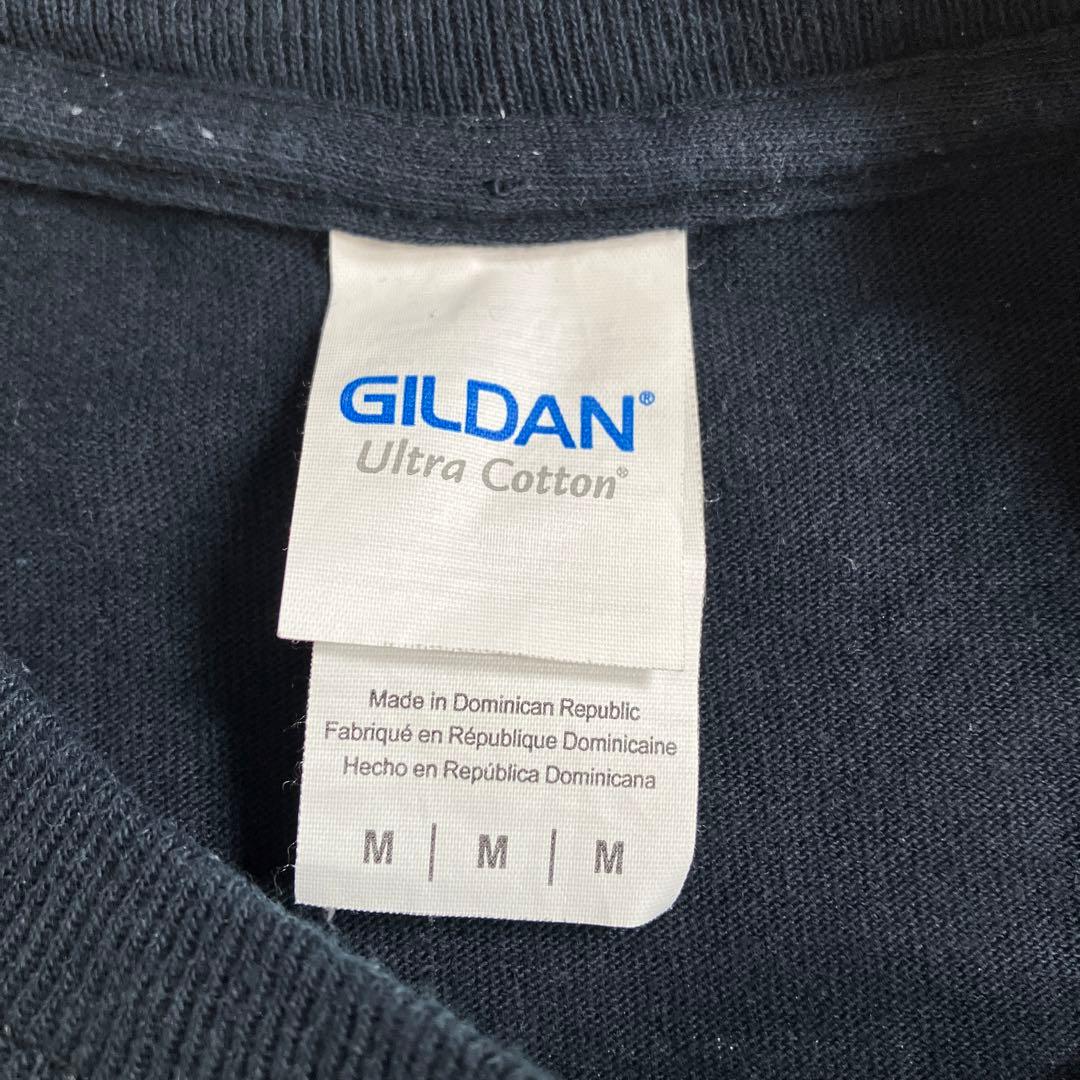 GILDAN®
Ultra Cotton®
Made in Dominican Republic
Fabriqué en République Dominicaine
Hecho en República Dominicana
M | M | M